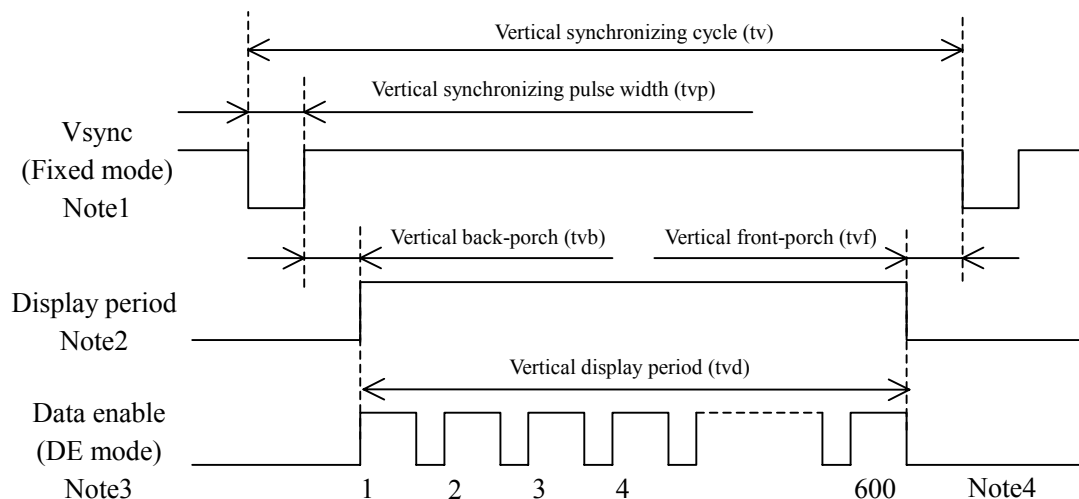 Vertical synchronizing cycle (tv)
Vertical synchronizing pulse width (tvp)
Vsync
(Fixed mode)
Note1
Vertical back-porch (tvb)
Vertical front-porch (tvf)
Display period
Note2
Vertical display period (tvd)
Data enable
(DE mode)
Note3
1 2 3 4 600 Note4